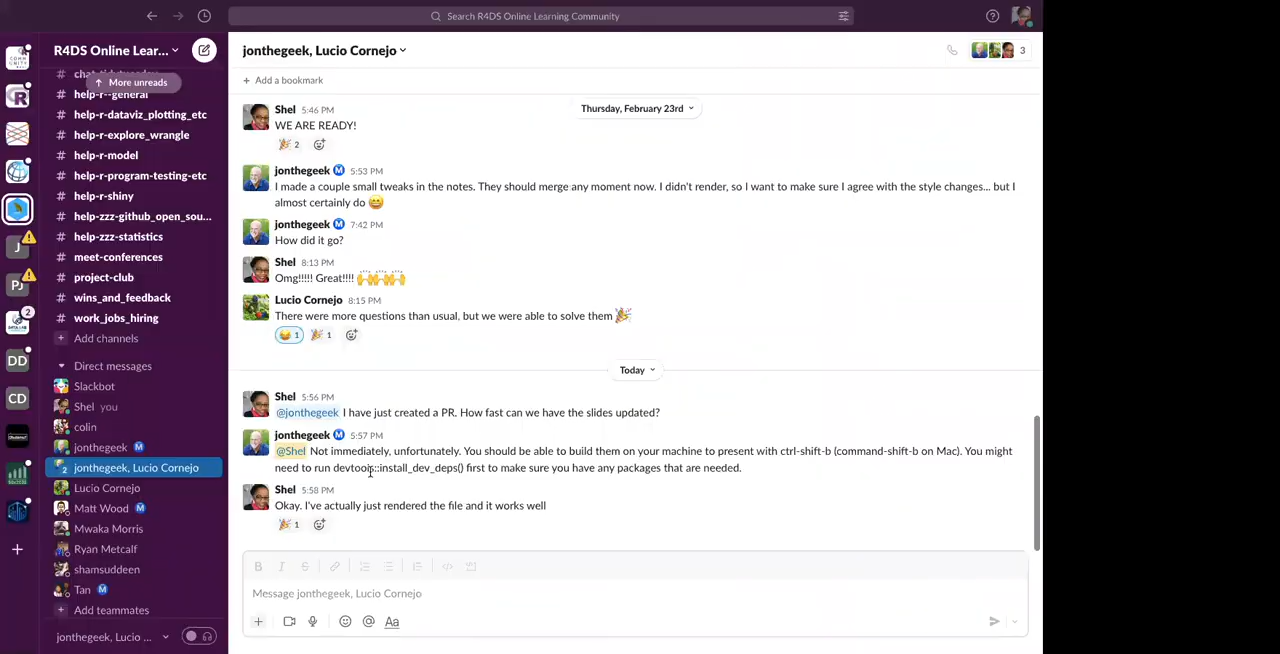 Search R4DS Online Learning Community
R4DS Online Lear...
More unreads
# help-r--general
# help-r-dataviz_plotting_etc
# help-r-explore_wrangle
# help-r-model
# help-r-program-testing-etc
# help-r-shiny
# help-zzz-github_open_sou...
# help-zzz-statistics
# meet-conferences
# project-club
# wins_and_feedback
# work_jobs_hiring
+ Add channels
Direct messages
Slackbot
Shel you
colin
jonthegeek M
2 jonthegeek, Lucio Cornejo
Lucio Cornejo
Matt Wood M
Mwaka Morris
Ryan Metcalf
shamsuddeen
Tan M
+ Add teammates
jonthegeek, Lucio ...
J
PJ
2
DD
CD
jonthegeek, Lucio Cornejo
3
+ Add a bookmark
Thursday, February 23rd
Shel 5:46 PM
WE ARE READY!
2
jonthegeek M 5:53 PM
I made a couple small tweaks in the notes. They should merge any moment now. I didn't render, so I want to make sure I agree with the style changes... but I
almost certainly do
jonthegeek M 7:42 PM
How did it go?
Shel 8:13 PM
Omg!!!!! Great!!!!
Lucio Cornejo 8:15 PM
There were more questions than usual, but we were able to solve them
1 1
Today
Shel 5:56 PM
@jonthegeek I have just created a PR. How fast can we have the slides updated?
jonthegeek M 5:57 PM
@Shel Not immediately, unfortunately. You should be able to build them on your machine to present with ctrl-shift-b (command-shift-b on Mac). You might
need to run devtools::install_dev_deps() first to make sure you have any packages that are needed.
Shel 5:58 PM
Okay. I've actually just rendered the file and it works well
1
B I S
Message jonthegeek, Lucio Cornejo
+ @ Aa